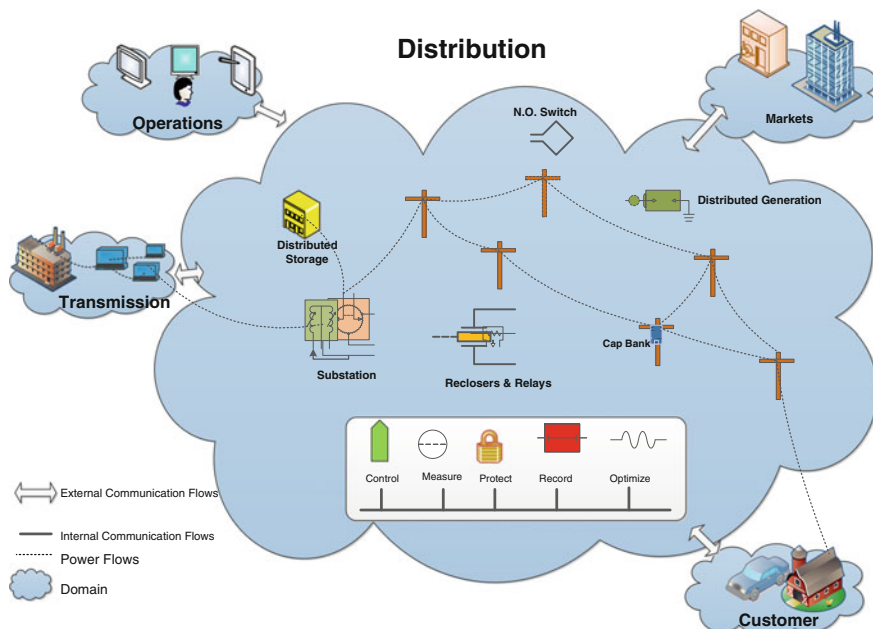 Distribution
Operations
Markets
N.O. Switch
Distributed Generation
Distributed
Storage
Transmission
Substation
Reclosers & Relays
Cap Bank
Control
Measure
Protect
Record
Optimize
External Communication Flows
Internal Communication Flows
Power Flows
Domain
Customer